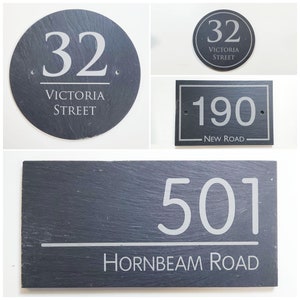 32
VICTORIA
STREET
32
VICTORIA
STREET
190
NEW ROAD
501
HORNBEAM ROAD